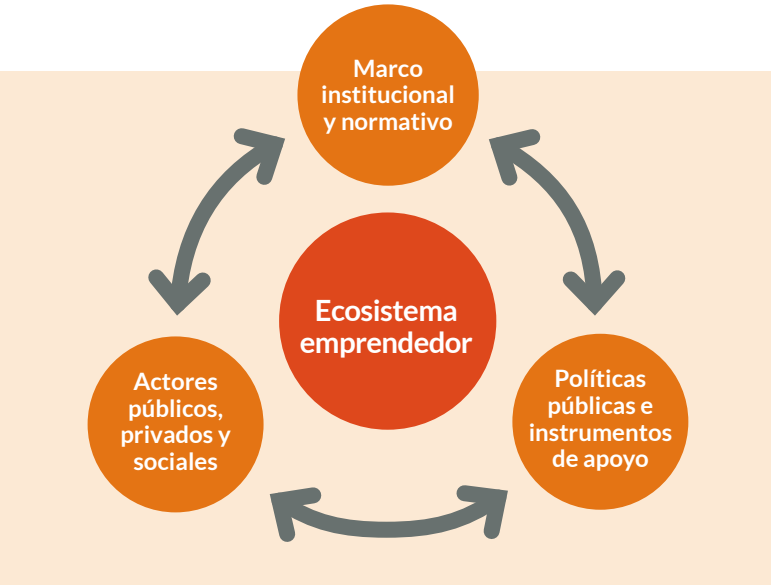 Marco
institucional
y normativo
Ecosistema
emprendedor
Actores
públicos,
privados y
sociales
Políticas
públicas e
instrumentos
de apoyo